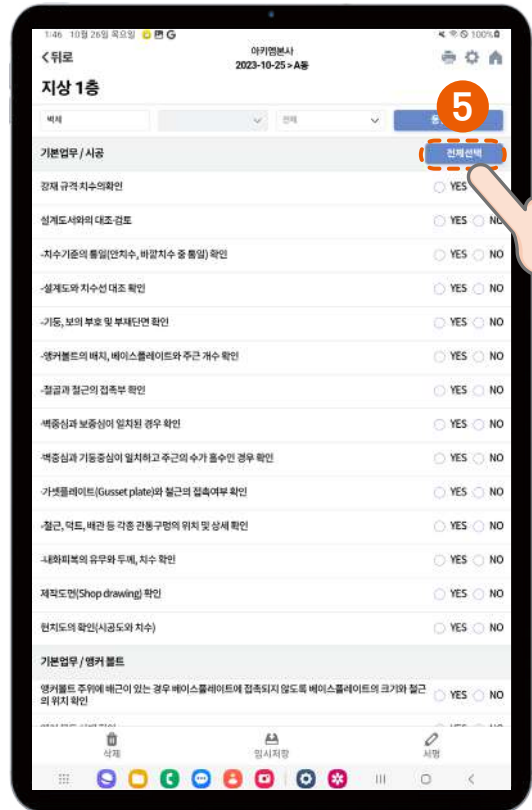 1:46 10월 26일 목요일
100%
뒤로
아키엠본사
2023-10-25 > A동
지상 1층
벽체
전체
5
기본업무 / 시공
전체선택
강재 규격·치수의확인
YES
설계도서와의 대조·검토
YES NO
-치수기준의 통일(안치수, 바깥치수 중 통일) 확인
YES NO
-설계도와 치수선 대조 확인
YES NO
-기둥, 보의 부호 및 부재단면 확인
YES NO
-앵커볼트의 배치, 베이스플레이트와 주근 개수 확인
YES NO
-철골과 철근의 접촉부 확인
YES NO
-벽중심과 보중심이 일치된 경우 확인
YES NO
-벽중심과 기둥중심이 일치하고 주근의 수가 홀수인 경우 확인
YES NO
-가셋플레이트(Gusset plate)와 철근의 접촉여부 확인
YES NO
-철근, 덕트, 배관 등 각종 관통구멍의 위치 및 상세 확인
YES NO
-내화피복의 유무와 두께, 치수 확인
YES NO
제작도면(Shop drawing) 확인
YES NO
현치도의 확인(시공도와 치수)
YES NO
기본업무 / 앵커 볼트
앵커볼트 주위에 배근이 있는 경우 베이스플레이트에 접촉되지 않도록 베이스플레이트의 크기와 철근
의 위치 확인
YES NO
삭제
임시저장
서명